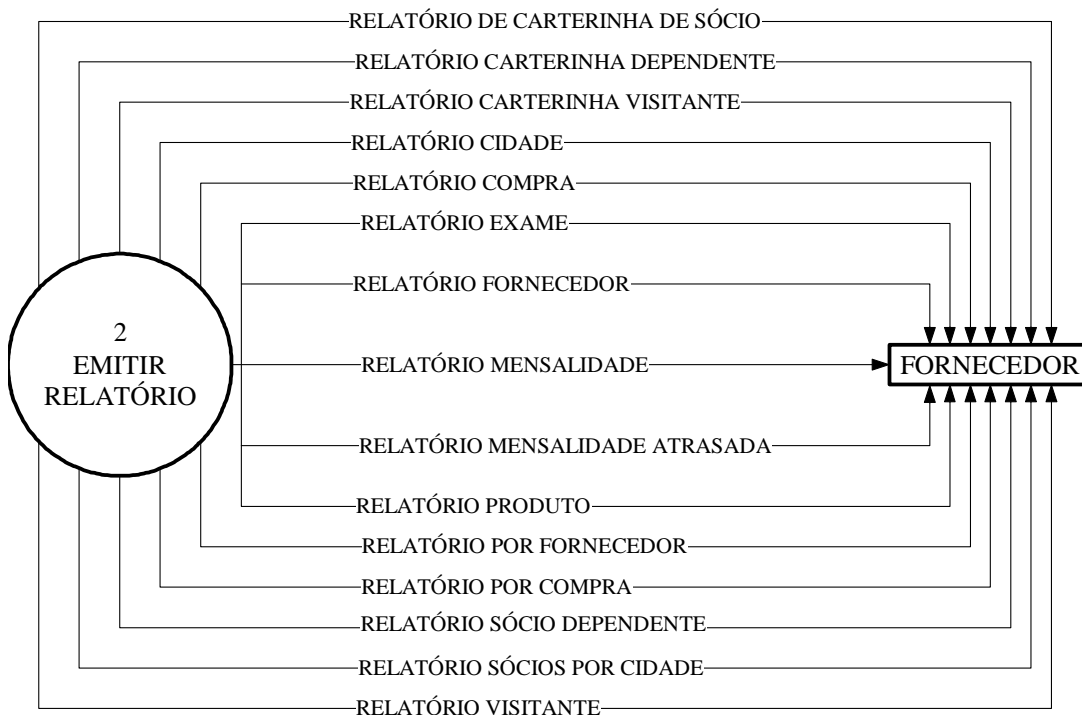 RELATÓRIO DE CARTERINHA DE SÓCIO
RELATÓRIO CARTERINHA DEPENDENTE
RELATÓRIO CARTERINHA VISITANTE
RELATÓRIO CIDADE
RELATÓRIO COMPRA
RELATÓRIO EXAME
RELATÓRIO FORNECEDOR
2
EMITIR
RELATÓRIO
RELATÓRIO MENSALIDADE
FORNECEDOR
RELATÓRIO MENSALIDADE ATRASADA
RELATÓRIO PRODUTO
RELATÓRIO POR FORNECEDOR
RELATÓRIO POR COMPRA
RELATÓRIO SÓCIO DEPENDENTE
RELATÓRIO SÓCIOS POR CIDADE
RELATÓRIO VISITANTE